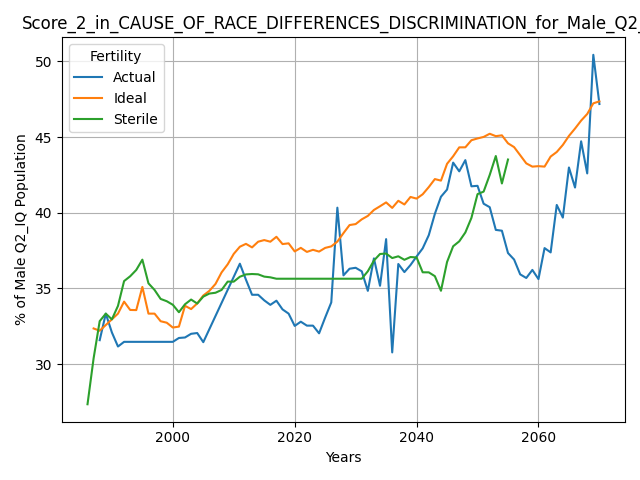 Score_2_in_CAUSE_OF_RACE_DIFFERENCES_DISCRIMINATION_for_Male_Q2_
Fertility
Actual
Ideal
Sterile
% of Male Q2_IQ Population
50
45
40
35
30
2000
2020
2040
2060
Years